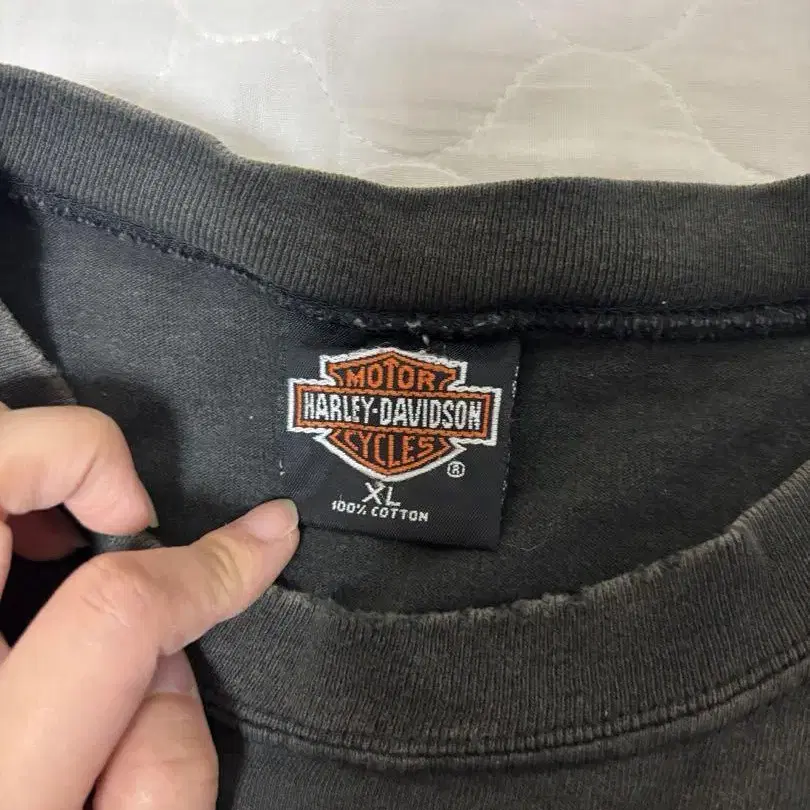 MOTOR
HARLEY-DAVIDSON
CYCLES
®
XL
100% COTTON